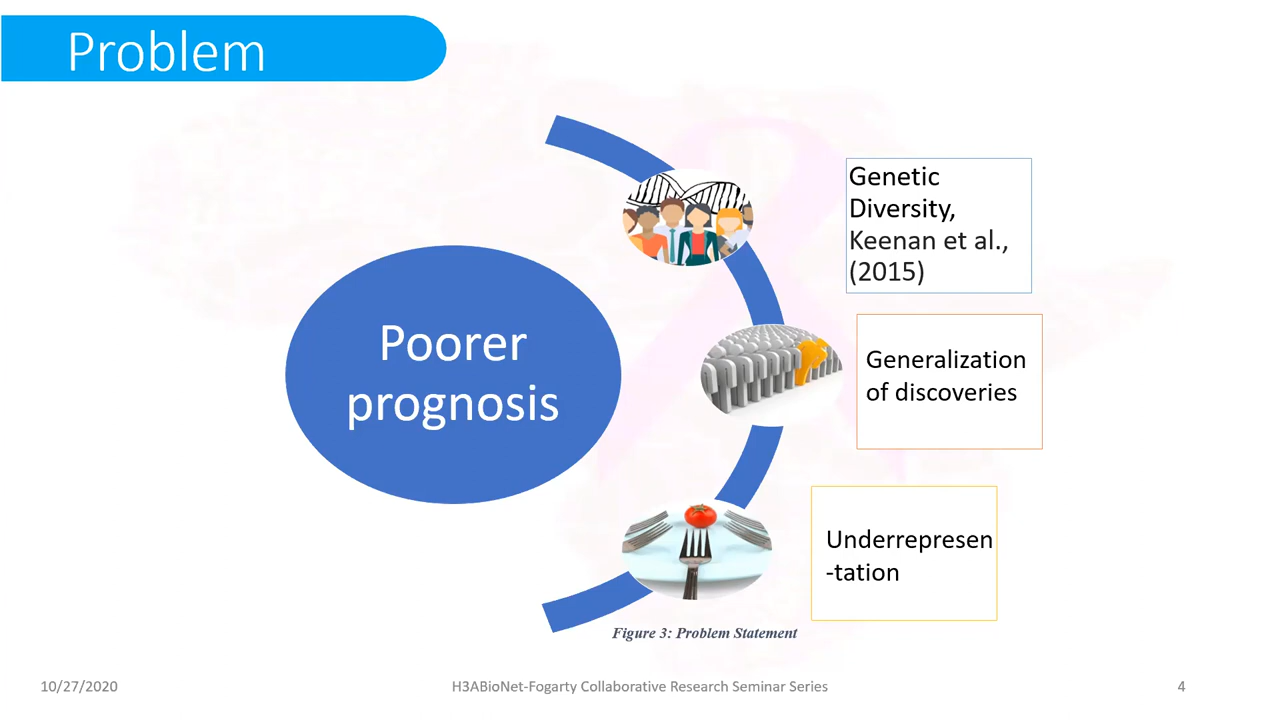 Problem
Poorer
prognosis
Genetic
Diversity,
Keenan et al.,
(2015)
Generalization
of discoveries
Underrepresen
-tation
Figure 3: Problem Statement
10/27/2020
H3ABioNet-Fogarty Collaborative Research Seminar Series
4